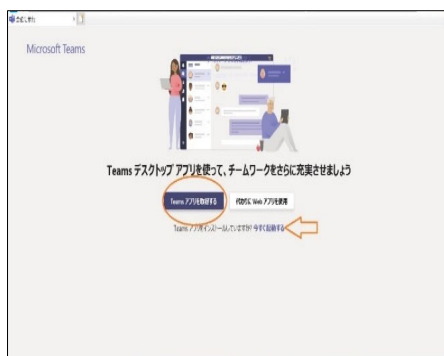 Microsoft Teams
Teams デスクトップ アプリを使って、チームワークをさらに充実させましょう
Teams アプリを取得する
代わりに Web アプリを使用
Teams アプリをインストールしていますか? 今すぐ起動する